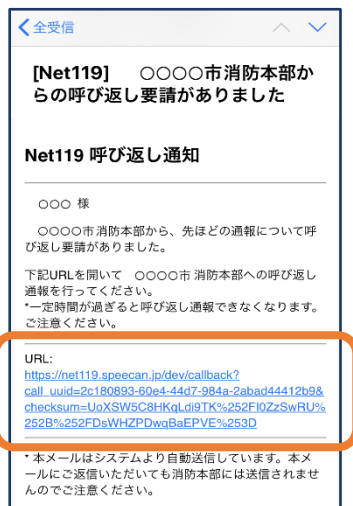 全受信
[Net119]　○○○○市消防本部か
らの呼び返し要請がありました
Net119 呼び返し通知
○○○ 様
○○○○市消防本部から、先ほどの通報について呼
び返し要請がありました。
下記URLを開いて　○○○○市 消防本部への呼び返し
通報を行ってください。
*一定時間が過ぎると呼び返し通報できなくなります。
ご注意ください。
URL:
https://net119.speecan.jp/dev/callback?
call_uuid=2c180893-60e4-44d7-984a-2abad44412b9&
checksum=UoXSW5C8HKqLdi9TK%252FI0ZzSwRU%
252B%252FDsWHZPDwqBaEPVE%253D
* 本メールはシステムより自動送信しています。本メ
ールにご返信いただいても消防本部には送信されませ
んのでご注意ください。